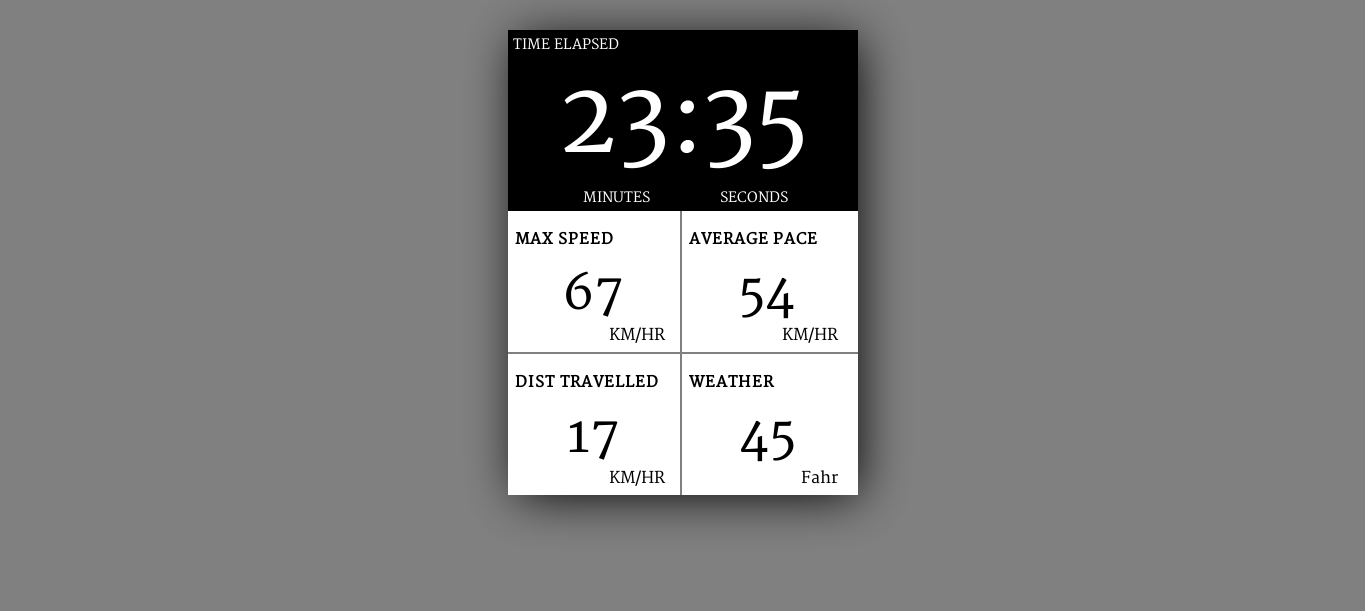 TIME ELAPSED
23:35
MINUTES SECONDS
MAX SPEED
67
KM/HR
AVERAGE PACE
54
KM/HR
DIST TRAVELLED
17
KM/HR
WEATHER
45
Fahr